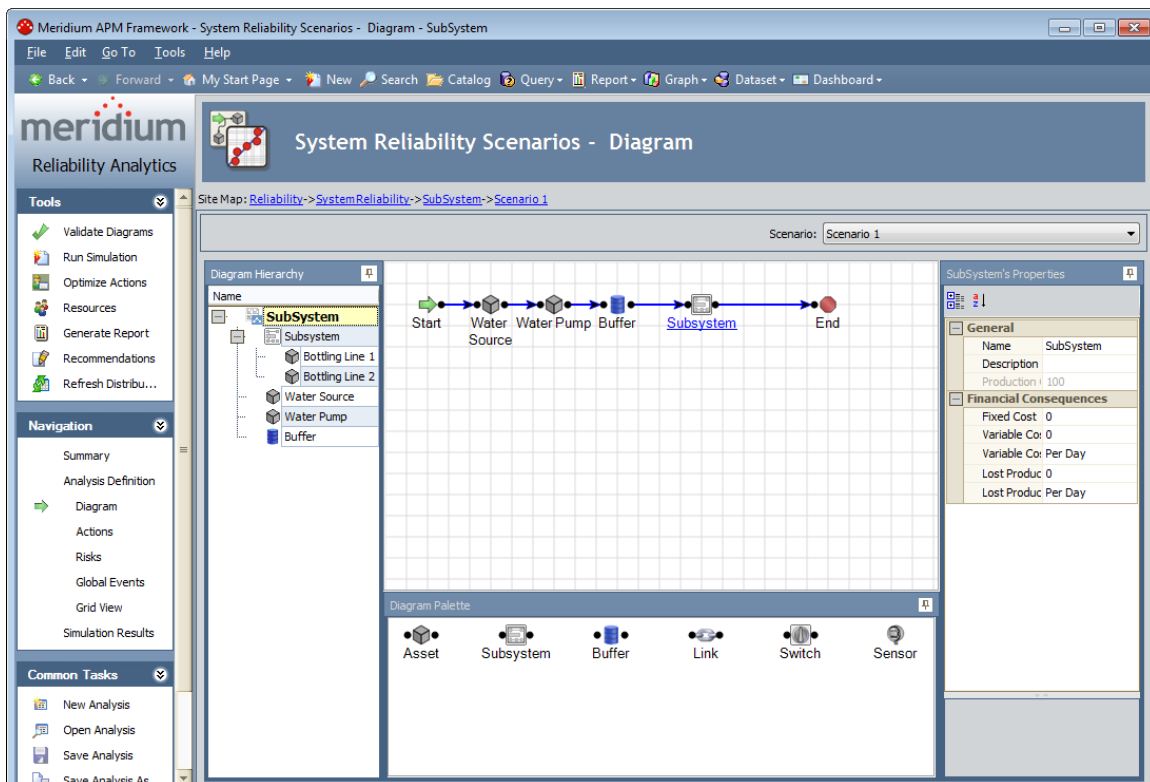 Meridium APM Framework - System Reliability Scenarios -  Diagram - SubSystem
File Edit Go To Tools Help
Back Forward My Start Page New Search Catalog Query Report Graph Dataset Dashboard
meridium
Reliability Analytics
System Reliability Scenarios -  Diagram
Site Map: Reliability->SystemReliability->SubSystem->Scenario 1
Scenario: Scenario 1
Tools
Validate Diagrams
Run Simulation
Optimize Actions
Resources
Generate Report
Recommendations
Refresh Distribu...
Navigation
Summary
Analysis Definition
Diagram
Actions
Risks
Global Events
Grid View
Simulation Results
Common Tasks
New Analysis
Open Analysis
Save Analysis
Save Analysis As
Diagram Hierarchy
Name
SubSystem
Subsystem
Bottling Line 1
Bottling Line 2
Water Source
Water Pump
Buffer
Start
Water Source
Water Pump
Buffer
Subsystem
End
Diagram Palette
Asset
Subsystem
Buffer
Link
Switch
Sensor
SubSystem's Properties
General
Name SubSystem
Description
Production 100
Financial Consequences
Fixed Cost 0
Variable Co 0
Variable Co Per Day
Lost Produc 0
Lost Produc Per Day